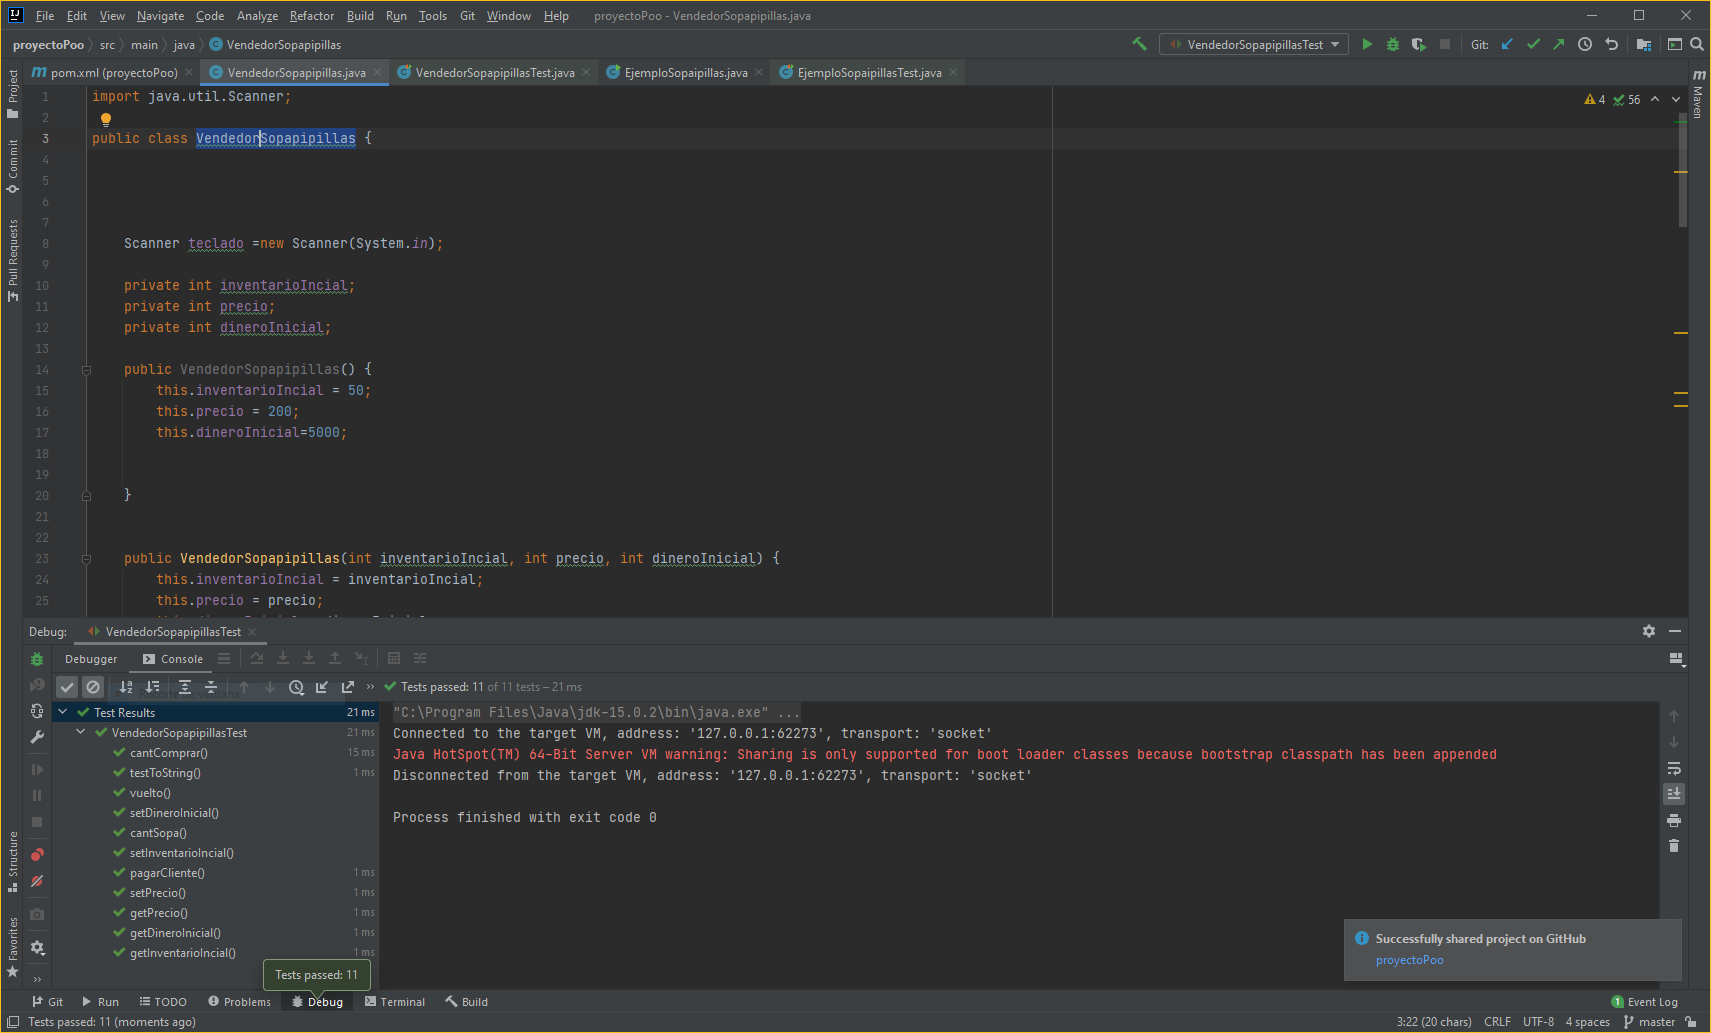 File Edit View Navigate Code Analyze Refactor Build Run Tools Git Window Help proyectoPoo - VendedorSopapipillas.java
proyectoPoo src main java VendedorSopapipillas VendedorSopapipillasTest Git:
pom.xml (proyectoPoo) VendedorSopapipillas.java VendedorSopapipillasTest.java EjemploSopaipillas.java EjemploSopaipillasTest.java
Project
Commit
Pull Requests
Structure
Favorites
Maven
4 56
1 import java.util.Scanner;
2
3 public class VendedorSopapipillas {
4
5
6
7
8 Scanner teclado =new Scanner(System.in);
9
10 private int inventarioIncial;
11 private int precio;
12 private int dineroInicial;
13
14 public VendedorSopapipillas() {
15 this.inventarioIncial = 50;
16 this.precio = 200;
17 this.dineroInicial=5000;
18
19
20 }
21
22
23 public VendedorSopapipillas(int inventarioIncial, int precio, int dineroInicial) {
24 this.inventarioIncial = inventarioIncial;
25 this.precio = precio;
Debug: VendedorSopapipillasTest
Debugger Console
Tests passed: 11 of 11 tests – 21 ms
Test Results 21 ms
VendedorSopapipillasTest 21 ms
cantComprar() 15 ms
testToString() 1 ms
vuelto()
setDineroInicial()
cantSopa()
setInventarioIncial()
pagarCliente() 1 ms
setPrecio() 1 ms
getPrecio() 1 ms
getDineroInicial() 1 ms
getInventarioIncial() 1 ms
"C:\Program Files\Java\jdk-15.0.2\bin\java.exe" ...
Connected to the target VM, address: '127.0.0.1:62273', transport: 'socket'
Java HotSpot(TM) 64-Bit Server VM warning: Sharing is only supported for boot loader classes because bootstrap classpath has been appended
Disconnected from the target VM, address: '127.0.0.1:62273', transport: 'socket'
Process finished with exit code 0
Successfully shared project on GitHub
proyectoPoo
Tests passed: 11
Git Run TODO Problems Debug Terminal Build 1 Event Log
Tests passed: 11 (moments ago) 3:22 (20 chars) CRLF UTF-8 4 spaces master